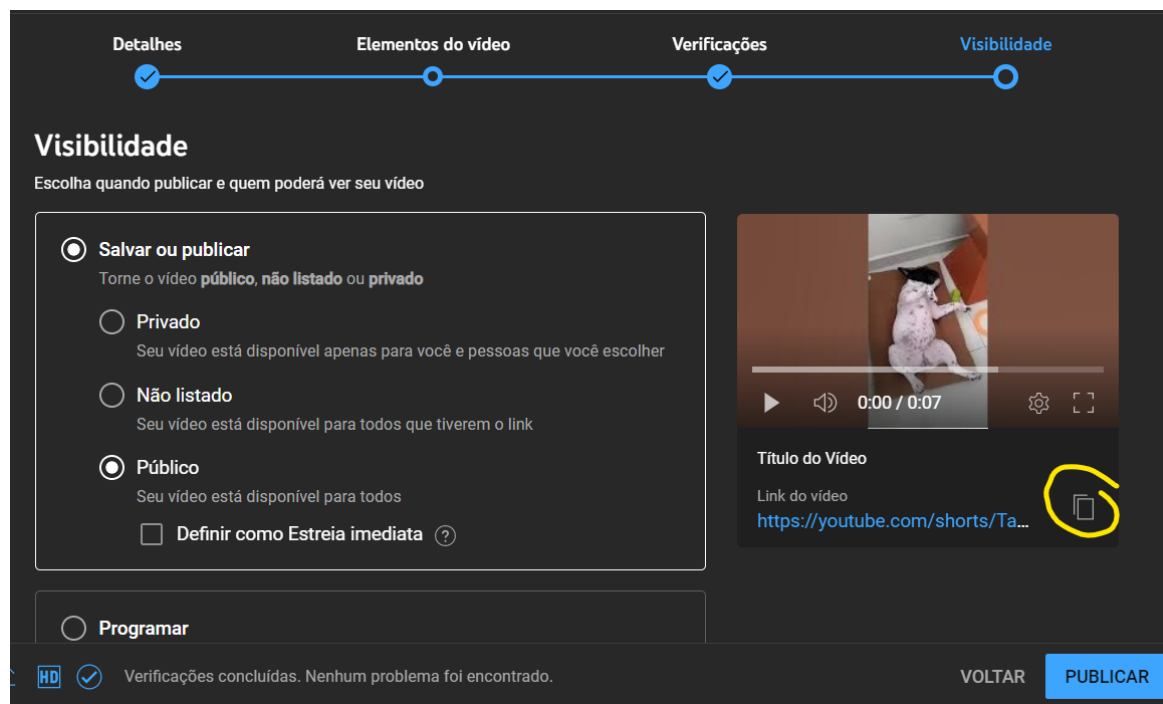 Detalhes
Elementos do vídeo
Verificações
Visibilidade
Visibilidade
Escolha quando publicar e quem poderá ver seu vídeo
Salvar ou publicar
Torne o vídeo público, não listado ou privado
Privado
Seu vídeo está disponível apenas para você e pessoas que você escolher
Não listado
Seu vídeo está disponível para todos que tiverem o link
Público
Seu vídeo está disponível para todos
Definir como Estreia imediata ?
Programar
0:00 / 0:07
Título do Vídeo
Link do vídeo
https://youtube.com/shorts/Ta...
HD
Verificações concluídas. Nenhum problema foi encontrado.
VOLTAR
PUBLICAR